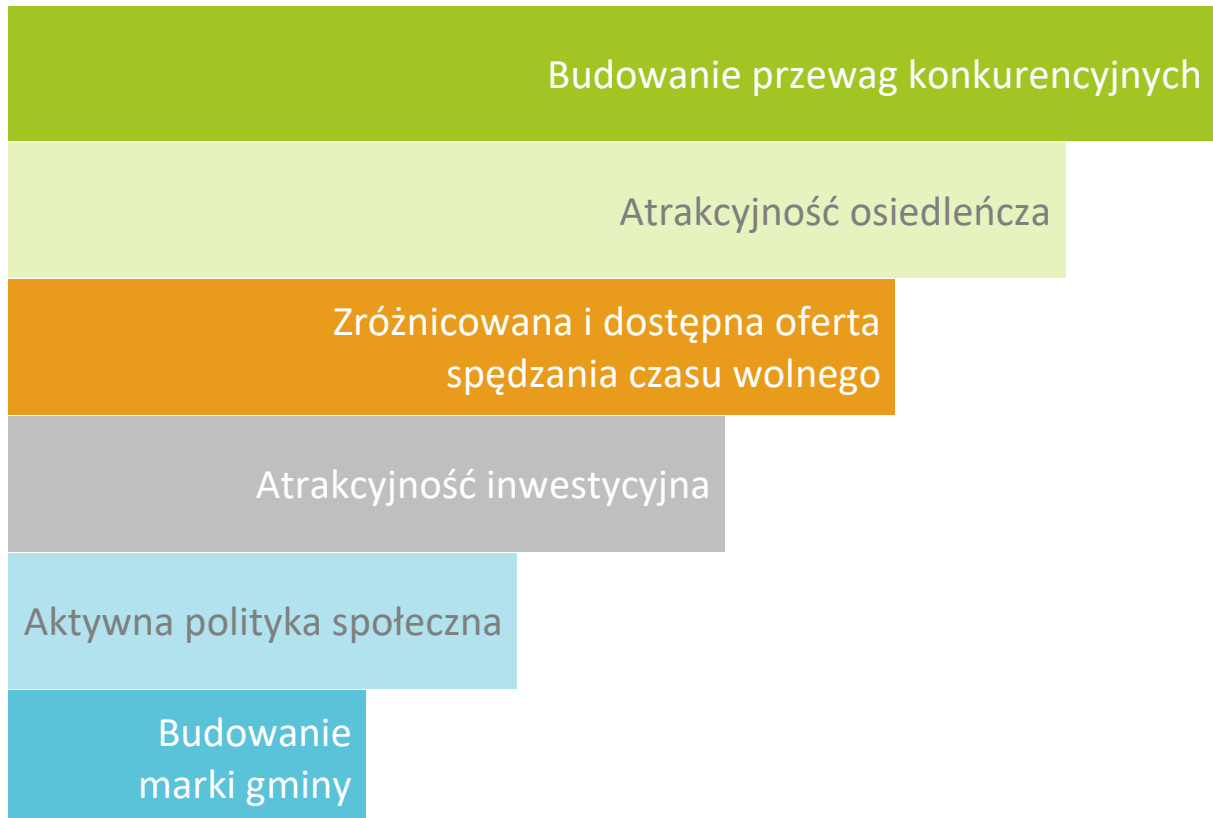 Budowanie przewag konkurencyjnych
Atrakcyjność osiedleńcza
Zróżnicowana i dostępna oferta
spędzania czasu wolnego
Atrakcyjność inwestycyjna
Aktywna polityka społeczna
Budowanie
marki gminy